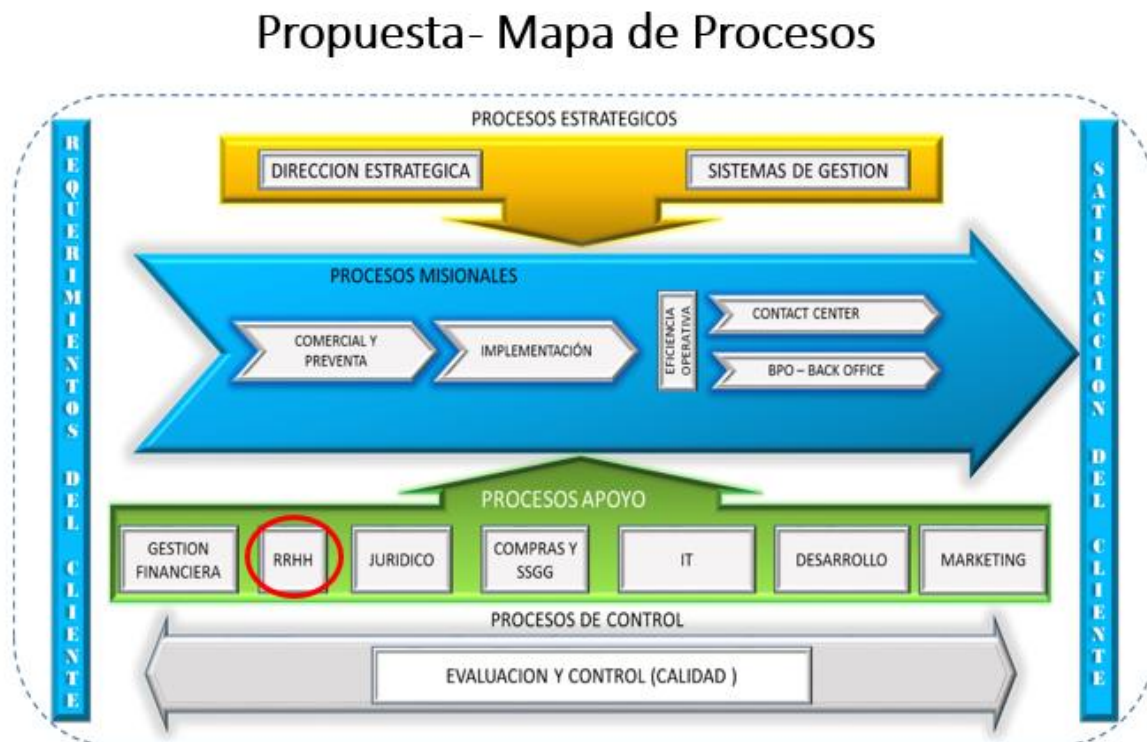 Propuesta- Mapa de Procesos
PROCESOS ESTRATEGICOS
DIRECCION ESTRATEGICA
SISTEMAS DE GESTION
REQUERIMIENTOS DEL CLIENTE
PROCESOS MISIONALES
COMERCIAL Y
PREVENTA
IMPLEMENTACIÓN
EFICIENCIA
OPERATIVA
CONTACT CENTER
BPO – BACK OFFICE
SATISFACCION DEL CLIENTE
PROCESOS APOYO
GESTION
FINANCIERA
RRHH
JURIDICO
COMPRAS Y
SSGG
IT
DESARROLLO
MARKETING
PROCESOS DE CONTROL
EVALUACION Y CONTROL (CALIDAD )